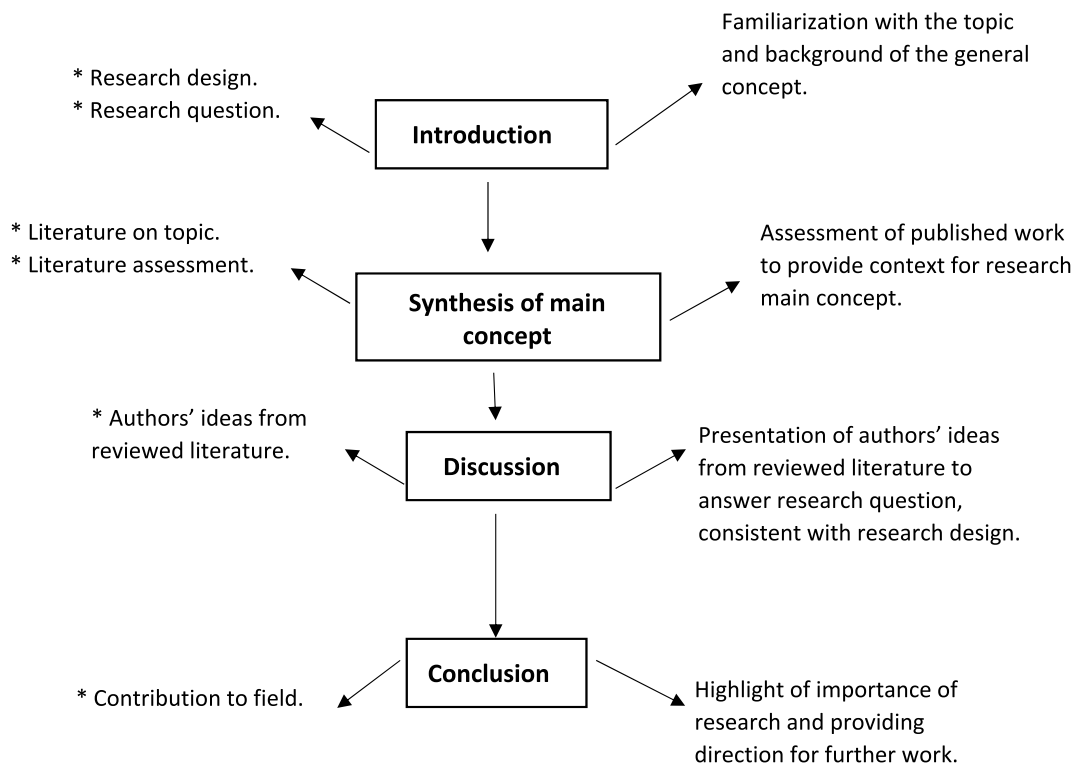 Familiarization with the topic
and background of the general
concept.
* Research design.
* Research question.
Introduction
* Literature on topic.
* Literature assessment.
Assessment of published work
to provide context for research
main concept.
Synthesis of main
concept
* Authors’ ideas from
reviewed literature.
Discussion
Presentation of authors’ ideas
from reviewed literature to
answer research question,
consistent with research design.
Conclusion
* Contribution to field.
Highlight of importance of
research and providing
direction for further work.